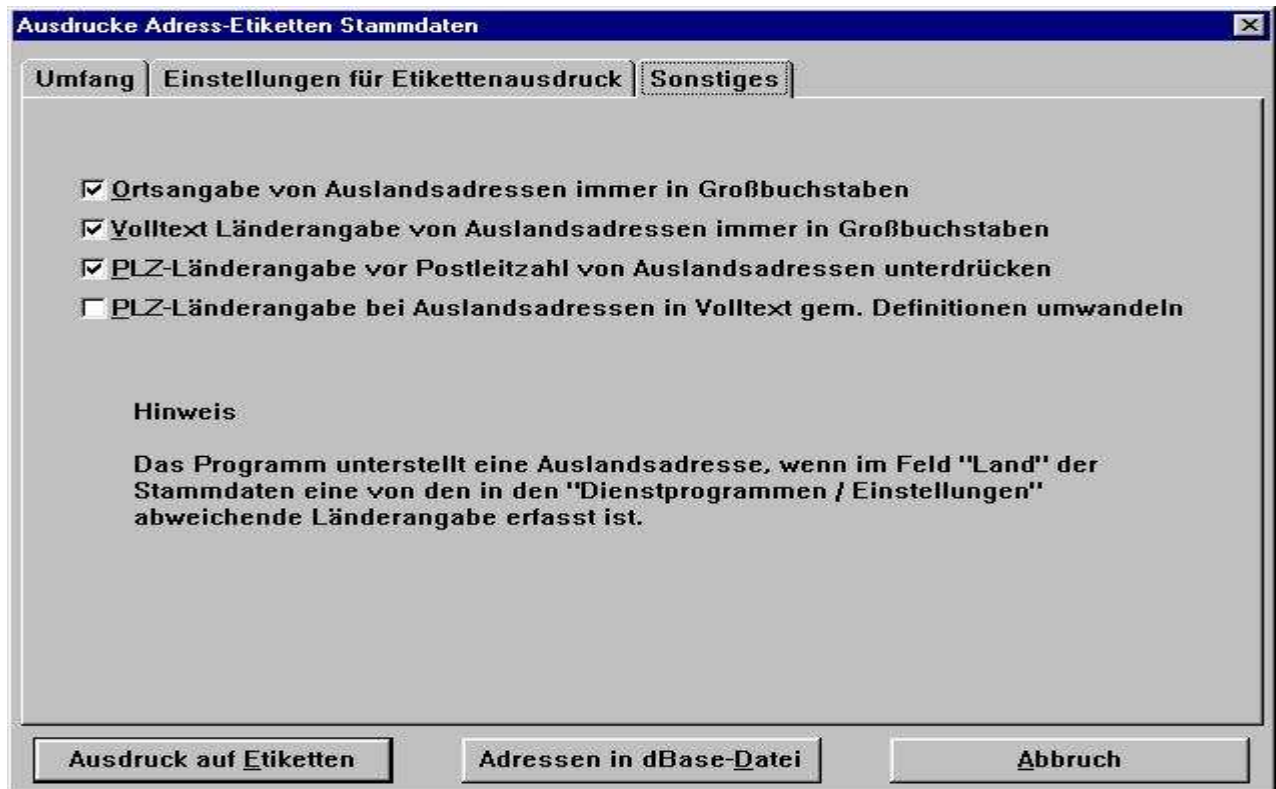 Ausdrucke Adress-Etiketten Stammdaten
Umfang Einstellungen für Etikettenausdruck Sonstiges
Ortsangabe von Auslandsadressen immer in Großbuchstaben
Volltext Länderangabe von Auslandsadressen immer in Großbuchstaben
PLZ-Länderangabe vor Postleitzahl von Auslandsadressen unterdrücken
PLZ-Länderangabe bei Auslandsadressen in Volltext gem. Definitionen umwandeln
Hinweis
Das Programm unterstellt eine Auslandsadresse, wenn im Feld "Land" der
Stammdaten eine von den in den "Dienstprogrammen / Einstellungen"
abweichende Länderangabe erfasst ist.
Ausdruck auf Etiketten Adressen in dBase-Datei Abbruch